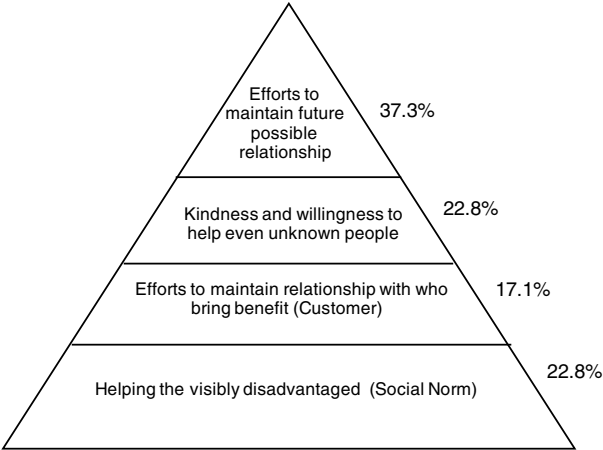 Efforts to
maintain future
possible
relationship
37.3%
Kindness and willingness to
help even unknown people
22.8%
Efforts to maintain relationship with who
bring benefit (Customer)
17.1%
Helping the visibly disadvantaged (Social Norm)
22.8%